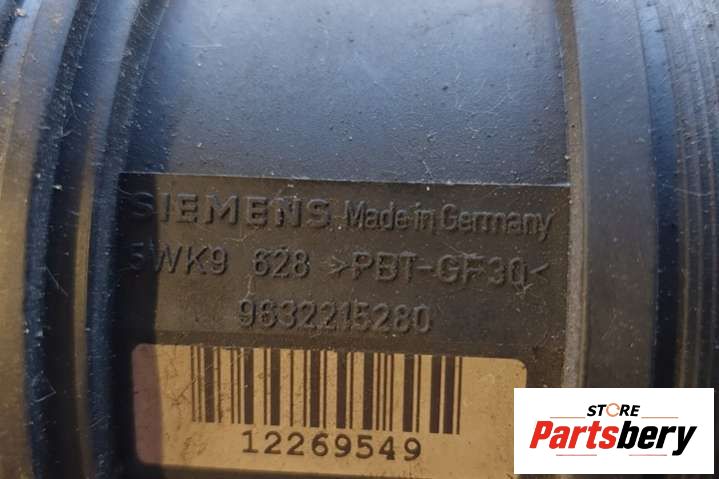 SIEMENS Made in Germany
5WK9 628 >PBT-GF30<
9632215280
12269549
STORE
Partsbery